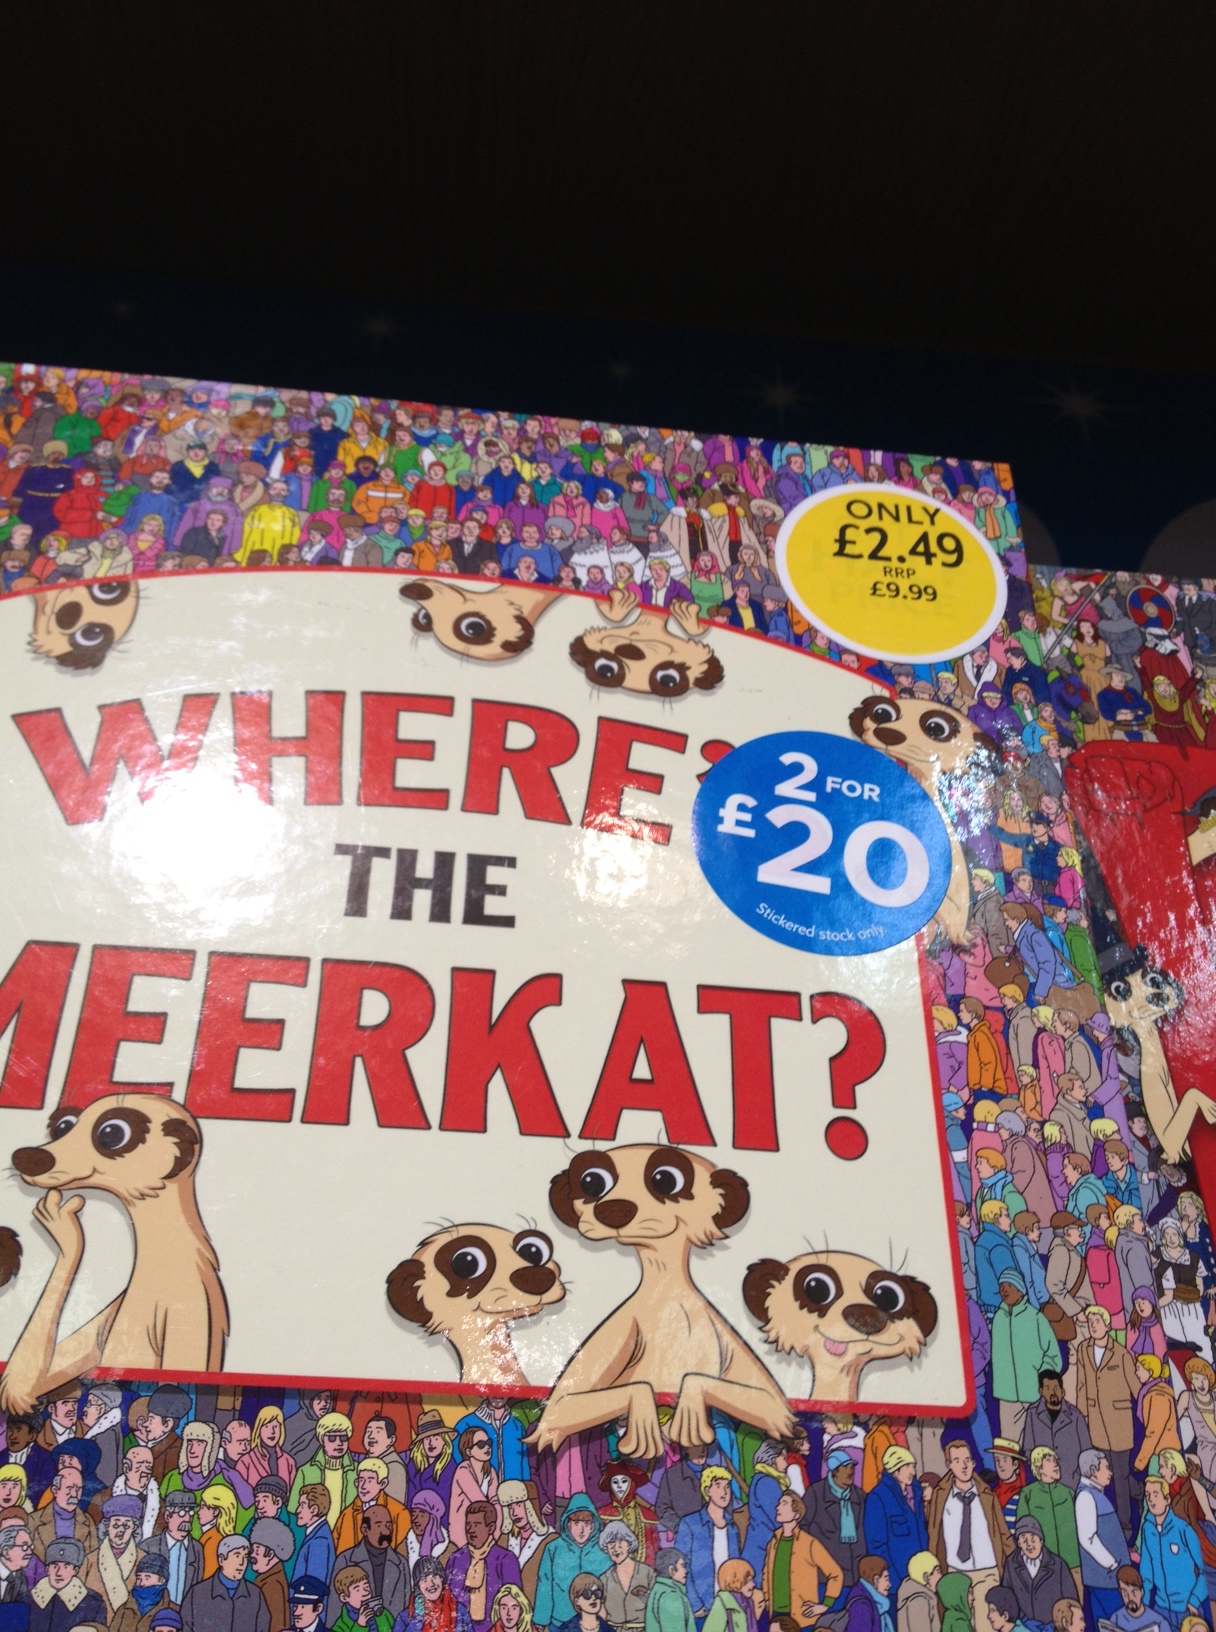 ONLY
£2.49
RRP
£9.99
WHERE'
2 FOR
£20
Stickered stock only.
THE
MEERKAT?